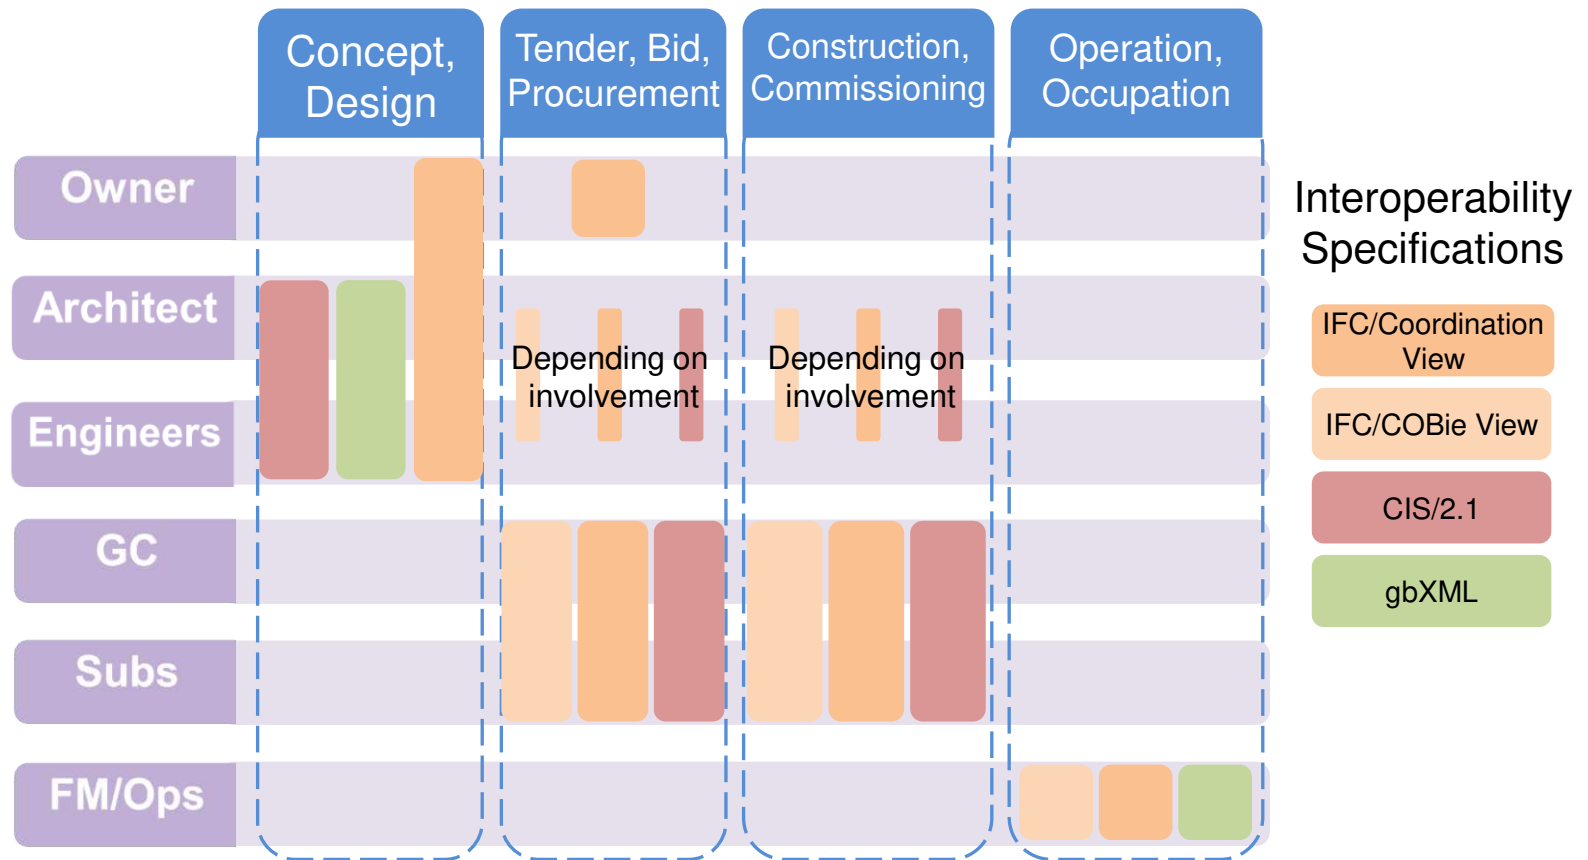 Concept,
Design
Tender, Bid,
Procurement
Construction,
Commissioning
Operation,
Occupation
Owner
Architect
Engineers
GC
Subs
FM/Ops
Depending on
involvement
Depending on
involvement
Interoperability
Specifications
IFC/Coordination
View
IFC/COBie View
CIS/2.1
gbXML